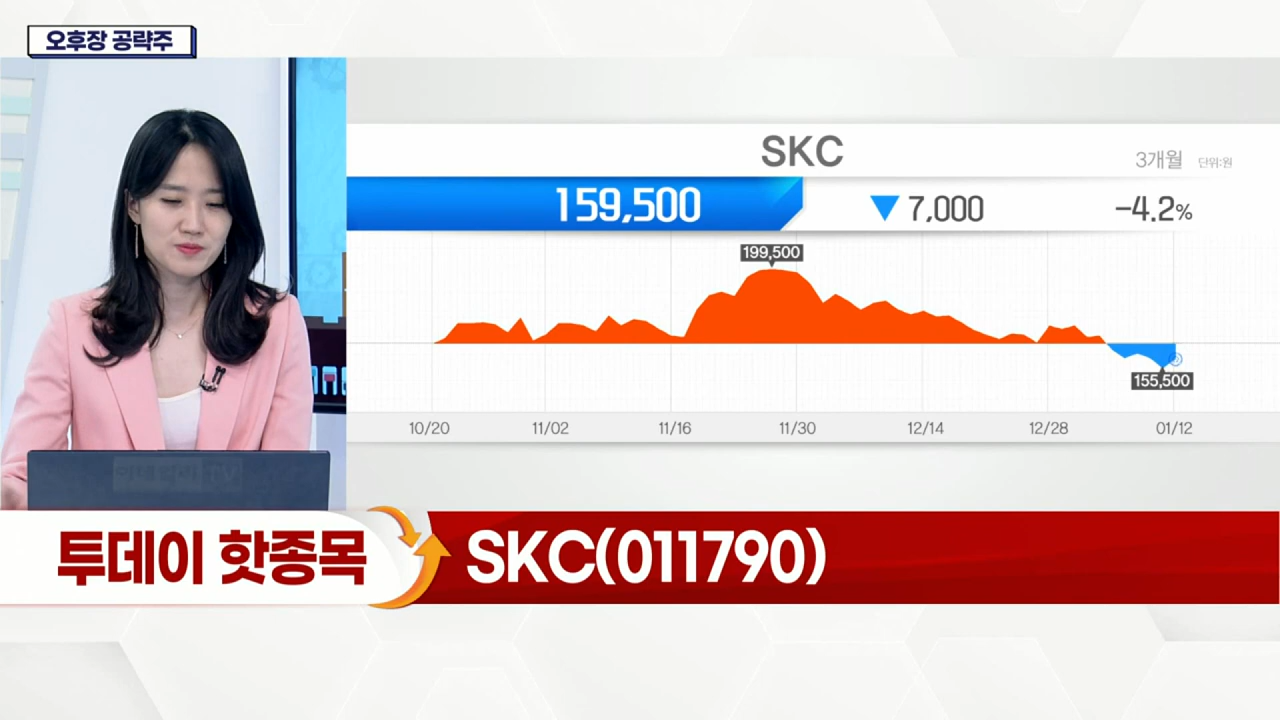 오후장 공략주
SKC
3개월 단위:원
159,500 ▼ 7,000 -4.2%
199,500
155,500
10/20 11/02 11/16 11/30 12/14 12/28 01/12
투데이 핫종목 SKC(011790)